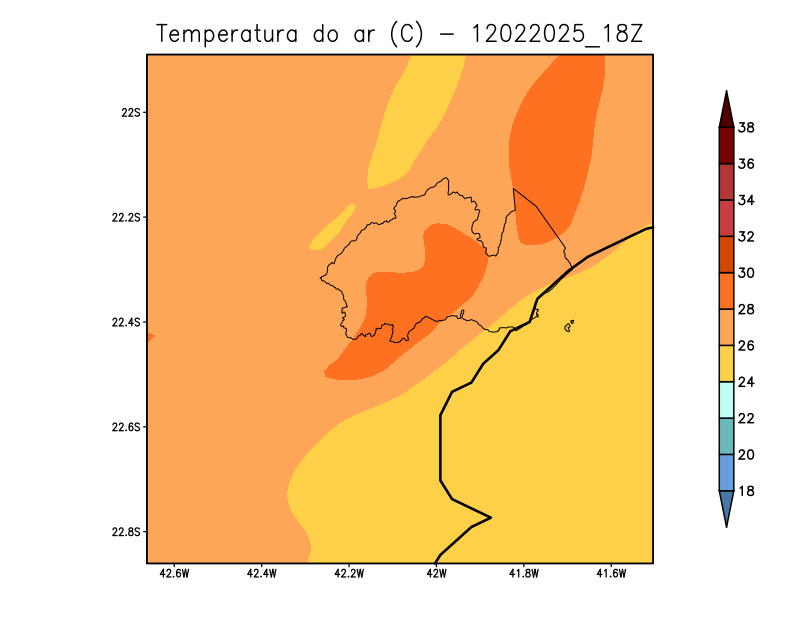 Temperatura do ar (C) - 12022025_18Z
22S
22.2S
22.4S
22.6S
22.8S
42.6W
42.4W
42.2W
42W
41.8W
41.6W
38
36
34
32
30
28
26
24
22
20
18